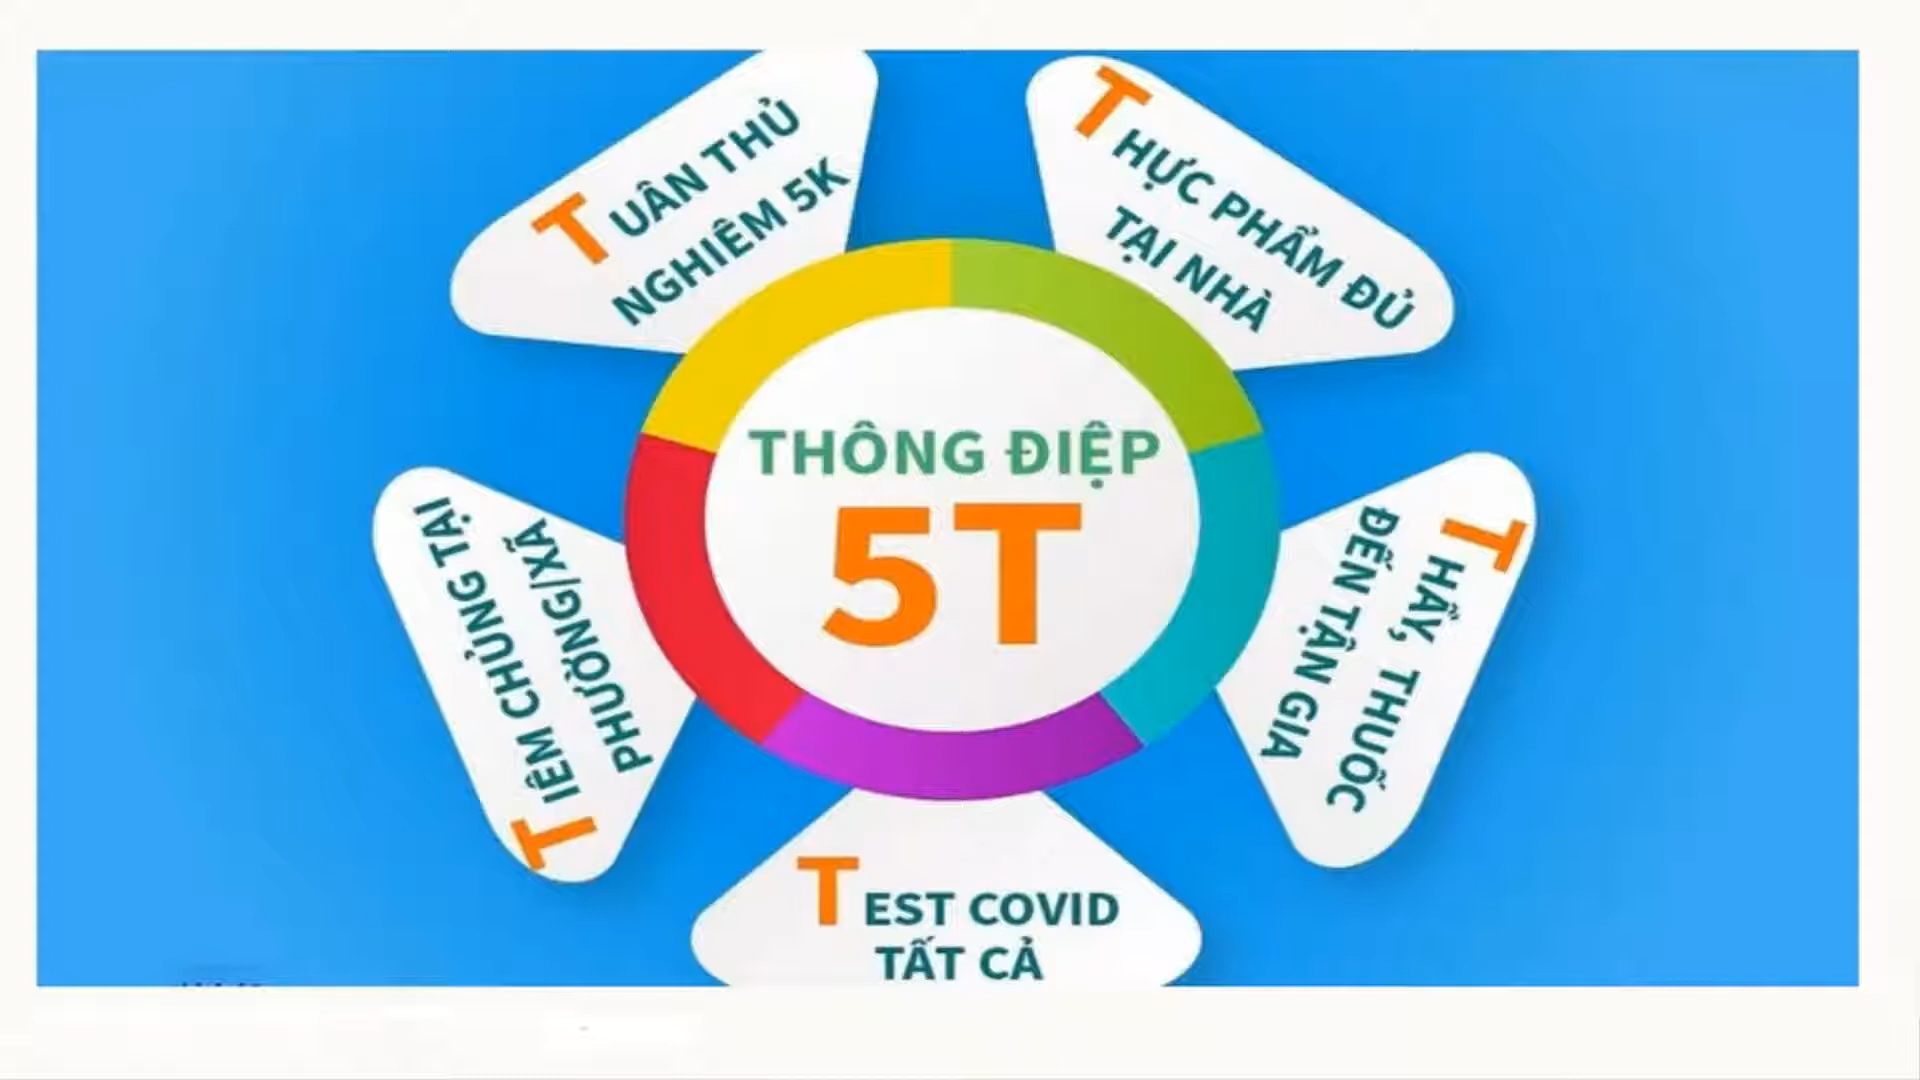 THÔNG ĐIỆP
5T
TUÂN THỦ
NGHIÊM 5K
THỰC PHẨM ĐỦ
TẠI NHÀ
THẦY, THUỐC
ĐẾN TẬN GIA
TEST COVID
TẤT CẢ
TIÊM CHỦNG TẠI
PHƯỜNG/XÃ